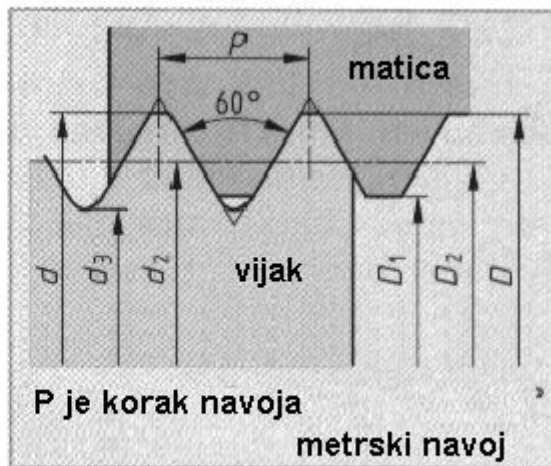 P
matica
60°
vijak
d
d₃
d₂
D₁
D₂
D
P je korak navoja
metrski navoj